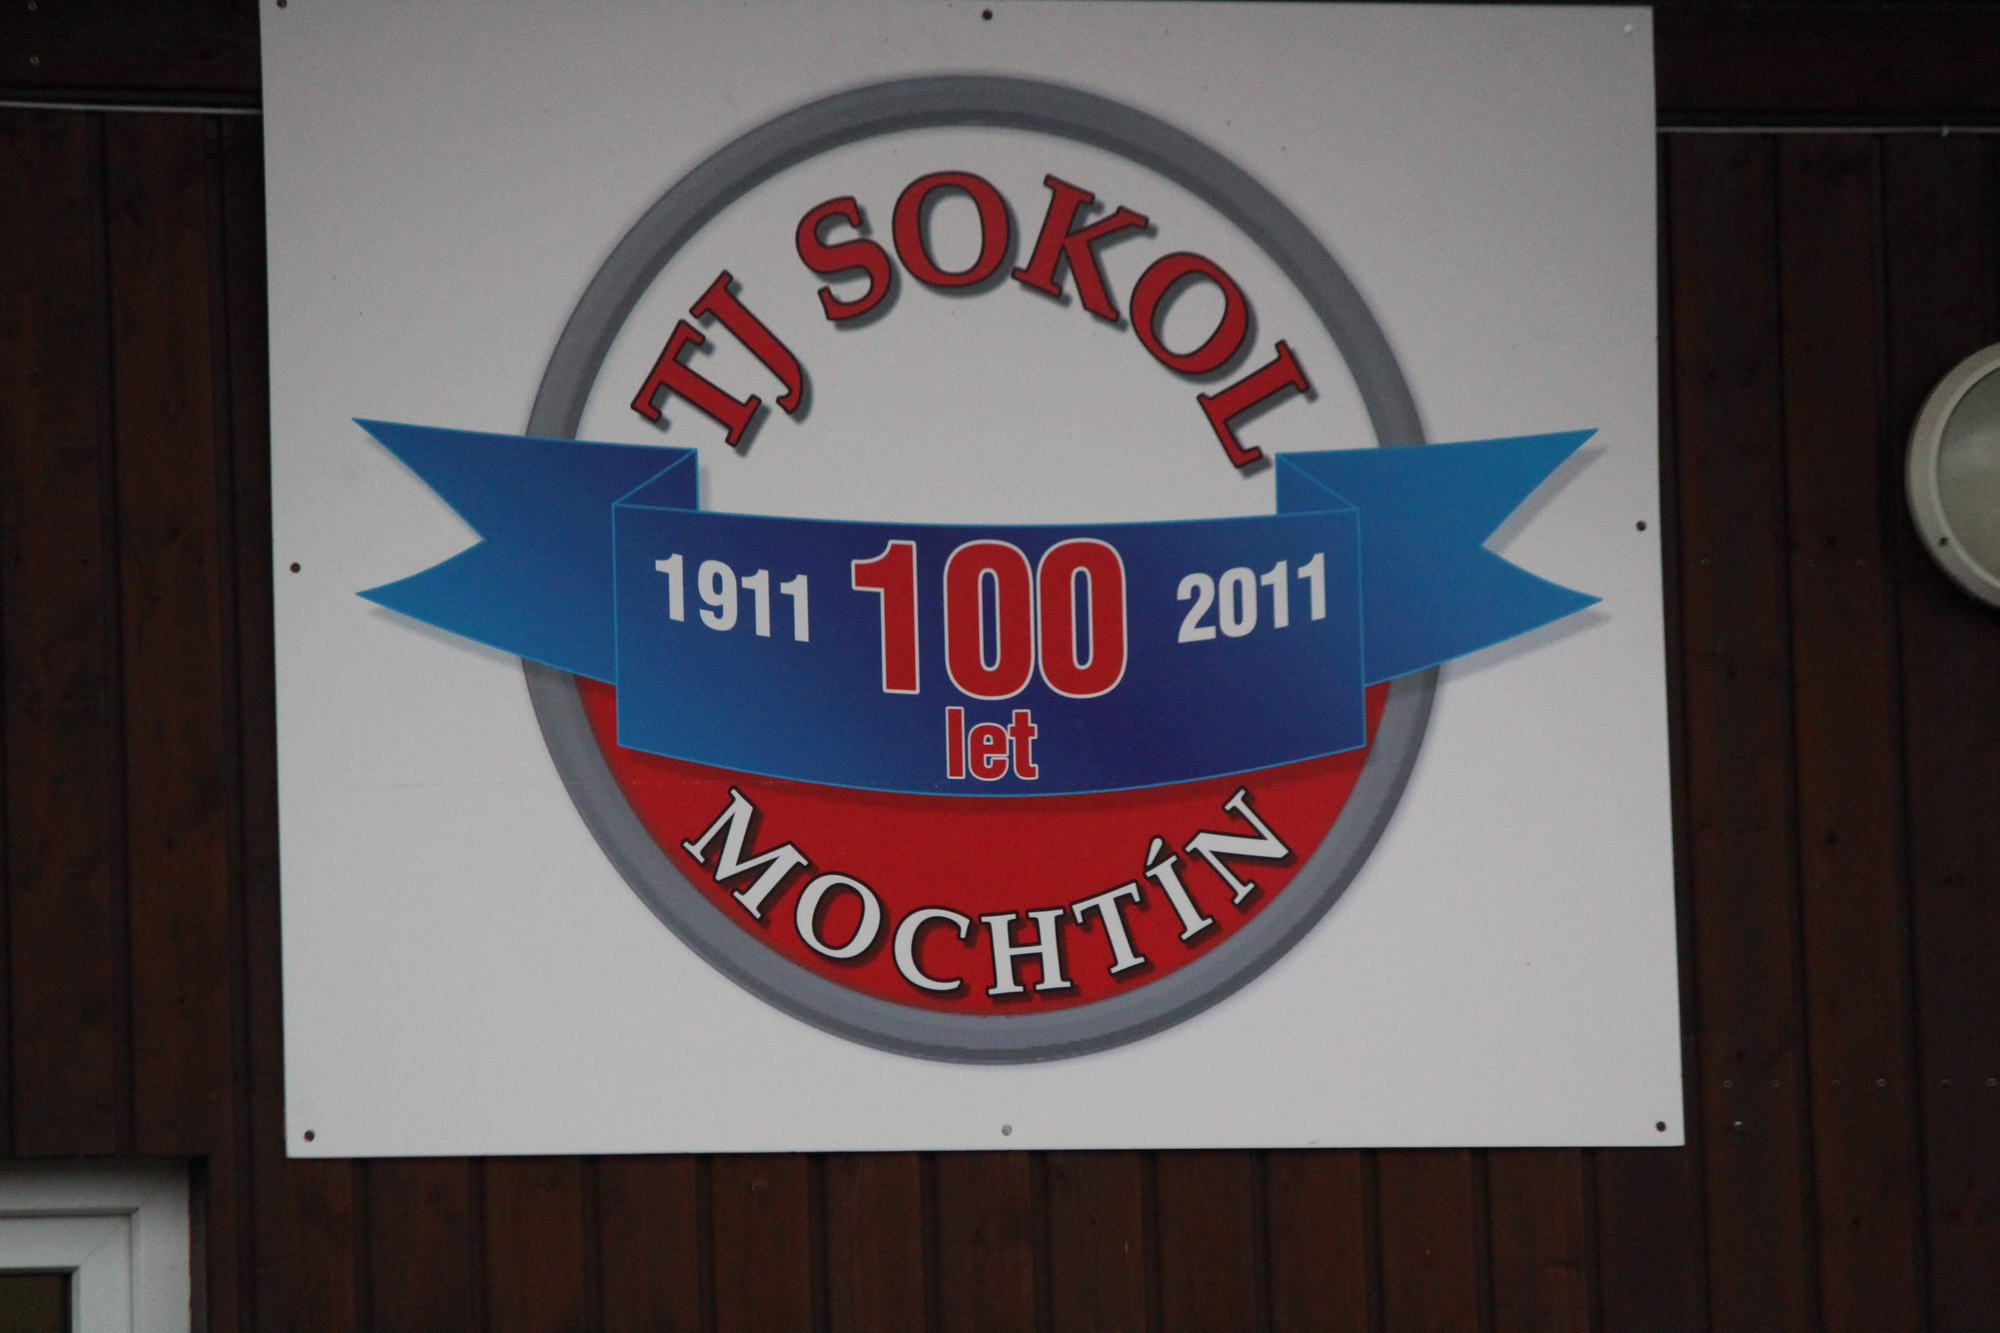 TJ SOKOL
1911 100 2011
let
MOCHTÍN